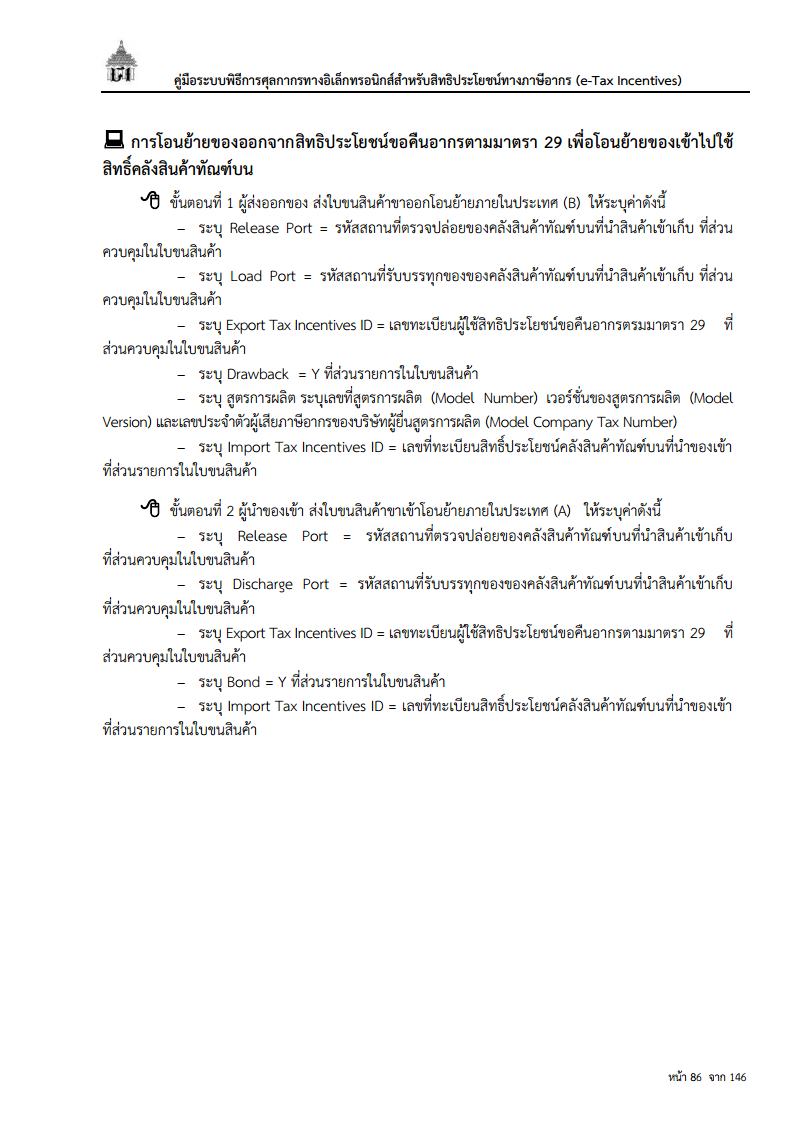 คู่มือระบบพิธีการศุลกากรทางอิเล็กทรอนิกส์สำหรับสิทธิประโยชน์ทางภาษีอากร (e-Tax Incentives)
การโอนย้ายของออกจากสิทธิประโยชน์ขอคืนอากรตามมาตรา 29 เพื่อโอนย้ายของเข้าไปใช้
สิทธิ์คลังสินค้าทัณฑ์บน
ขั้นตอนที่ 1 ผู้ส่งออกของ ส่งใบขนสินค้าขาออกโอนย้ายภายในประเทศ (B) ให้ระบุค่าดังนี้
– ระบุ Release Port = รหัสสถานที่ตรวจปล่อยของคลังสินค้าทัณฑ์บนที่นำสินค้าเข้าเก็บ ที่ส่วน
ควบคุมในใบขนสินค้า
– ระบุ Load Port = รหัสสถานที่รับบรรทุกของของคลังสินค้าทัณฑ์บนที่นำสินค้าเข้าเก็บ ที่ส่วน
ควบคุมในใบขนสินค้า
– ระบุ Export Tax Incentives ID = เลขทะเบียนผู้ใช้สิทธิประโยชน์ขอคืนอากรตรมมาตรา 29 ที่
ส่วนควบคุมในใบขนสินค้า
– ระบุ Drawback = Y ที่ส่วนรายการในใบขนสินค้า
– ระบุ สูตรการผลิต ระบุเลขที่สูตรการผลิต (Model Number) เวอร์ชั่นของสูตรการผลิต (Model
Version) และเลขประจำตัวผู้เสียภาษีอากรของบริษัทผู้ยื่นสูตรการผลิต (Model Company Tax Number)
– ระบุ Import Tax Incentives ID = เลขที่ทะเบียนสิทธิ์ประโยชน์คลังสินค้าทัณฑ์บนที่นำของเข้า
ที่ส่วนรายการในใบขนสินค้า
ขั้นตอนที่ 2 ผู้นำของเข้า ส่งใบขนสินค้าขาเข้าโอนย้ายภายในประเทศ (A) ให้ระบุค่าดังนี้
– ระบุ Release Port = รหัสสถานที่ตรวจปล่อยของคลังสินค้าทัณฑ์บนที่นำสินค้าเข้าเก็บ
ที่ส่วนควบคุมในใบขนสินค้า
– ระบุ Discharge Port = รหัสสถานที่รับบรรทุกของของคลังสินค้าทัณฑ์บนที่นำสินค้าเข้าเก็บ
ที่ส่วนควบคุมในใบขนสินค้า
– ระบุ Export Tax Incentives ID = เลขทะเบียนผู้ใช้สิทธิประโยชน์ขอคืนอากรตามมาตรา 29 ที่
ส่วนควบคุมในใบขนสินค้า
– ระบุ Bond = Y ที่ส่วนรายการในใบขนสินค้า
– ระบุ Import Tax Incentives ID = เลขที่ทะเบียนสิทธิ์ประโยชน์คลังสินค้าทัณฑ์บนที่นำของเข้า
ที่ส่วนรายการในใบขนสินค้า
หน้า 86 จาก 146